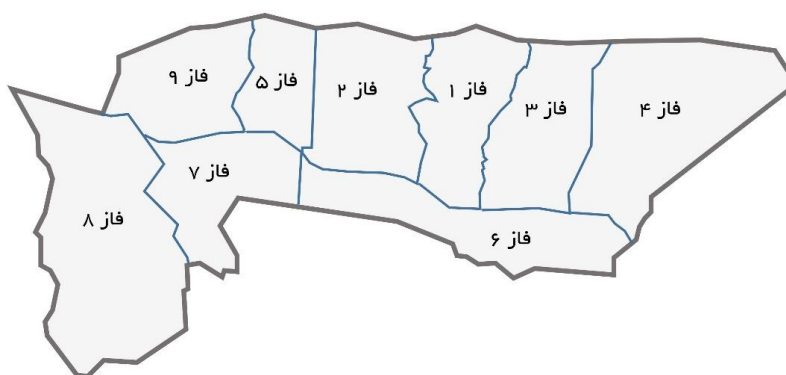 فاز ۹
فاز ۵
فاز ۲
فاز ۱
فاز ۳
فاز ۴
فاز ۷
فاز ۸
فاز ۶